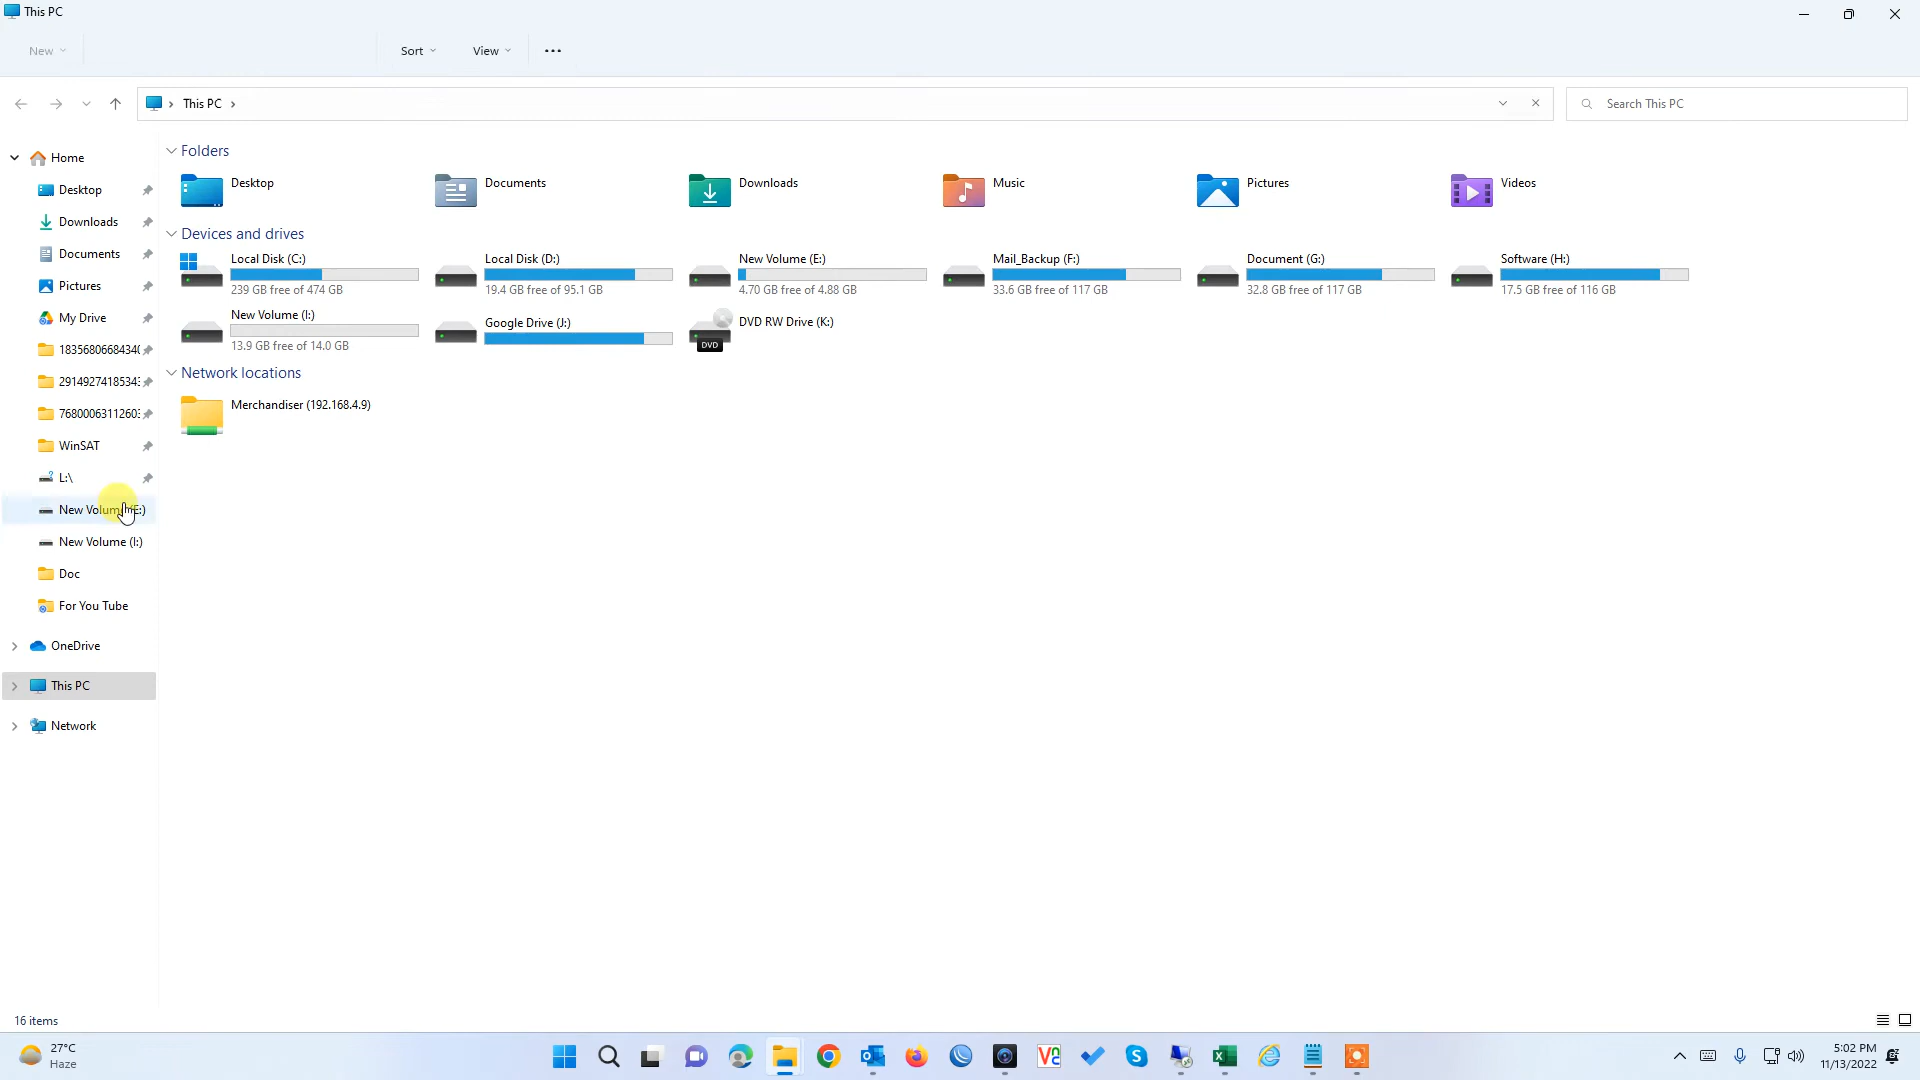 This PC
New
Sort
View
This PC
Search This PC
Home
Desktop
Downloads
Documents
Pictures
My Drive
1835680668434
2914927418534
768000631126
WinSAT
L:\
New Volume (E:)
New Volume (I:)
Doc
For You Tube
OneDrive
This PC
Network
Folders
Desktop
Documents
Downloads
Music
Pictures
Videos
Devices and drives
Local Disk (C:)
239 GB free of 474 GB
Local Disk (D:)
19.4 GB free of 95.1 GB
New Volume (E:)
4.70 GB free of 4.88 GB
Mail_Backup (F:)
33.6 GB free of 117 GB
Document (G:)
32.8 GB free of 117 GB
Software (H:)
17.5 GB free of 116 GB
New Volume (I:)
13.9 GB free of 14.0 GB
Google Drive (J:)
DVD RW Drive (K:)
DVD
Network locations
Merchandiser (192.168.4.9)
16 items
27°C
Haze
5:02 PM
11/13/2022